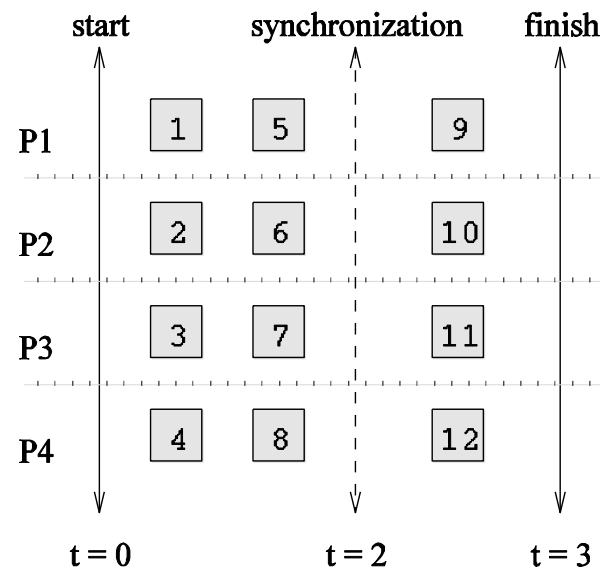 start synchronization finish
P1 1 5 9
P2 2 6 10
P3 3 7 11
P4 4 8 12
t = 0 t = 2 t = 3